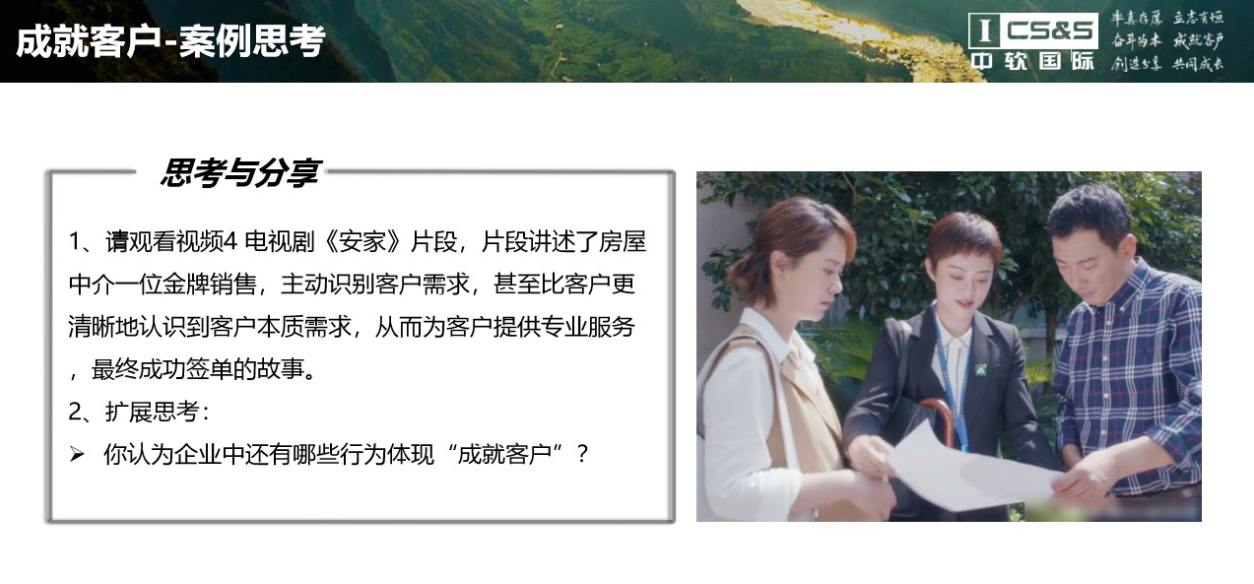 成就客户-案例思考
ICS&S
中软国际
率真存厚 立志有恒
奋斗为本 成就客户
创造分享 共同成长
思考与分享
1、请观看视频4 电视剧《安家》片段，片段讲述了房屋
中介一位金牌销售，主动识别客户需求，甚至比客户更
清晰地认识到客户本质需求，从而为客户提供专业服务
，最终成功签单的故事。
2、扩展思考：
➢ 你认为企业中还有哪些行为体现“成就客户”？